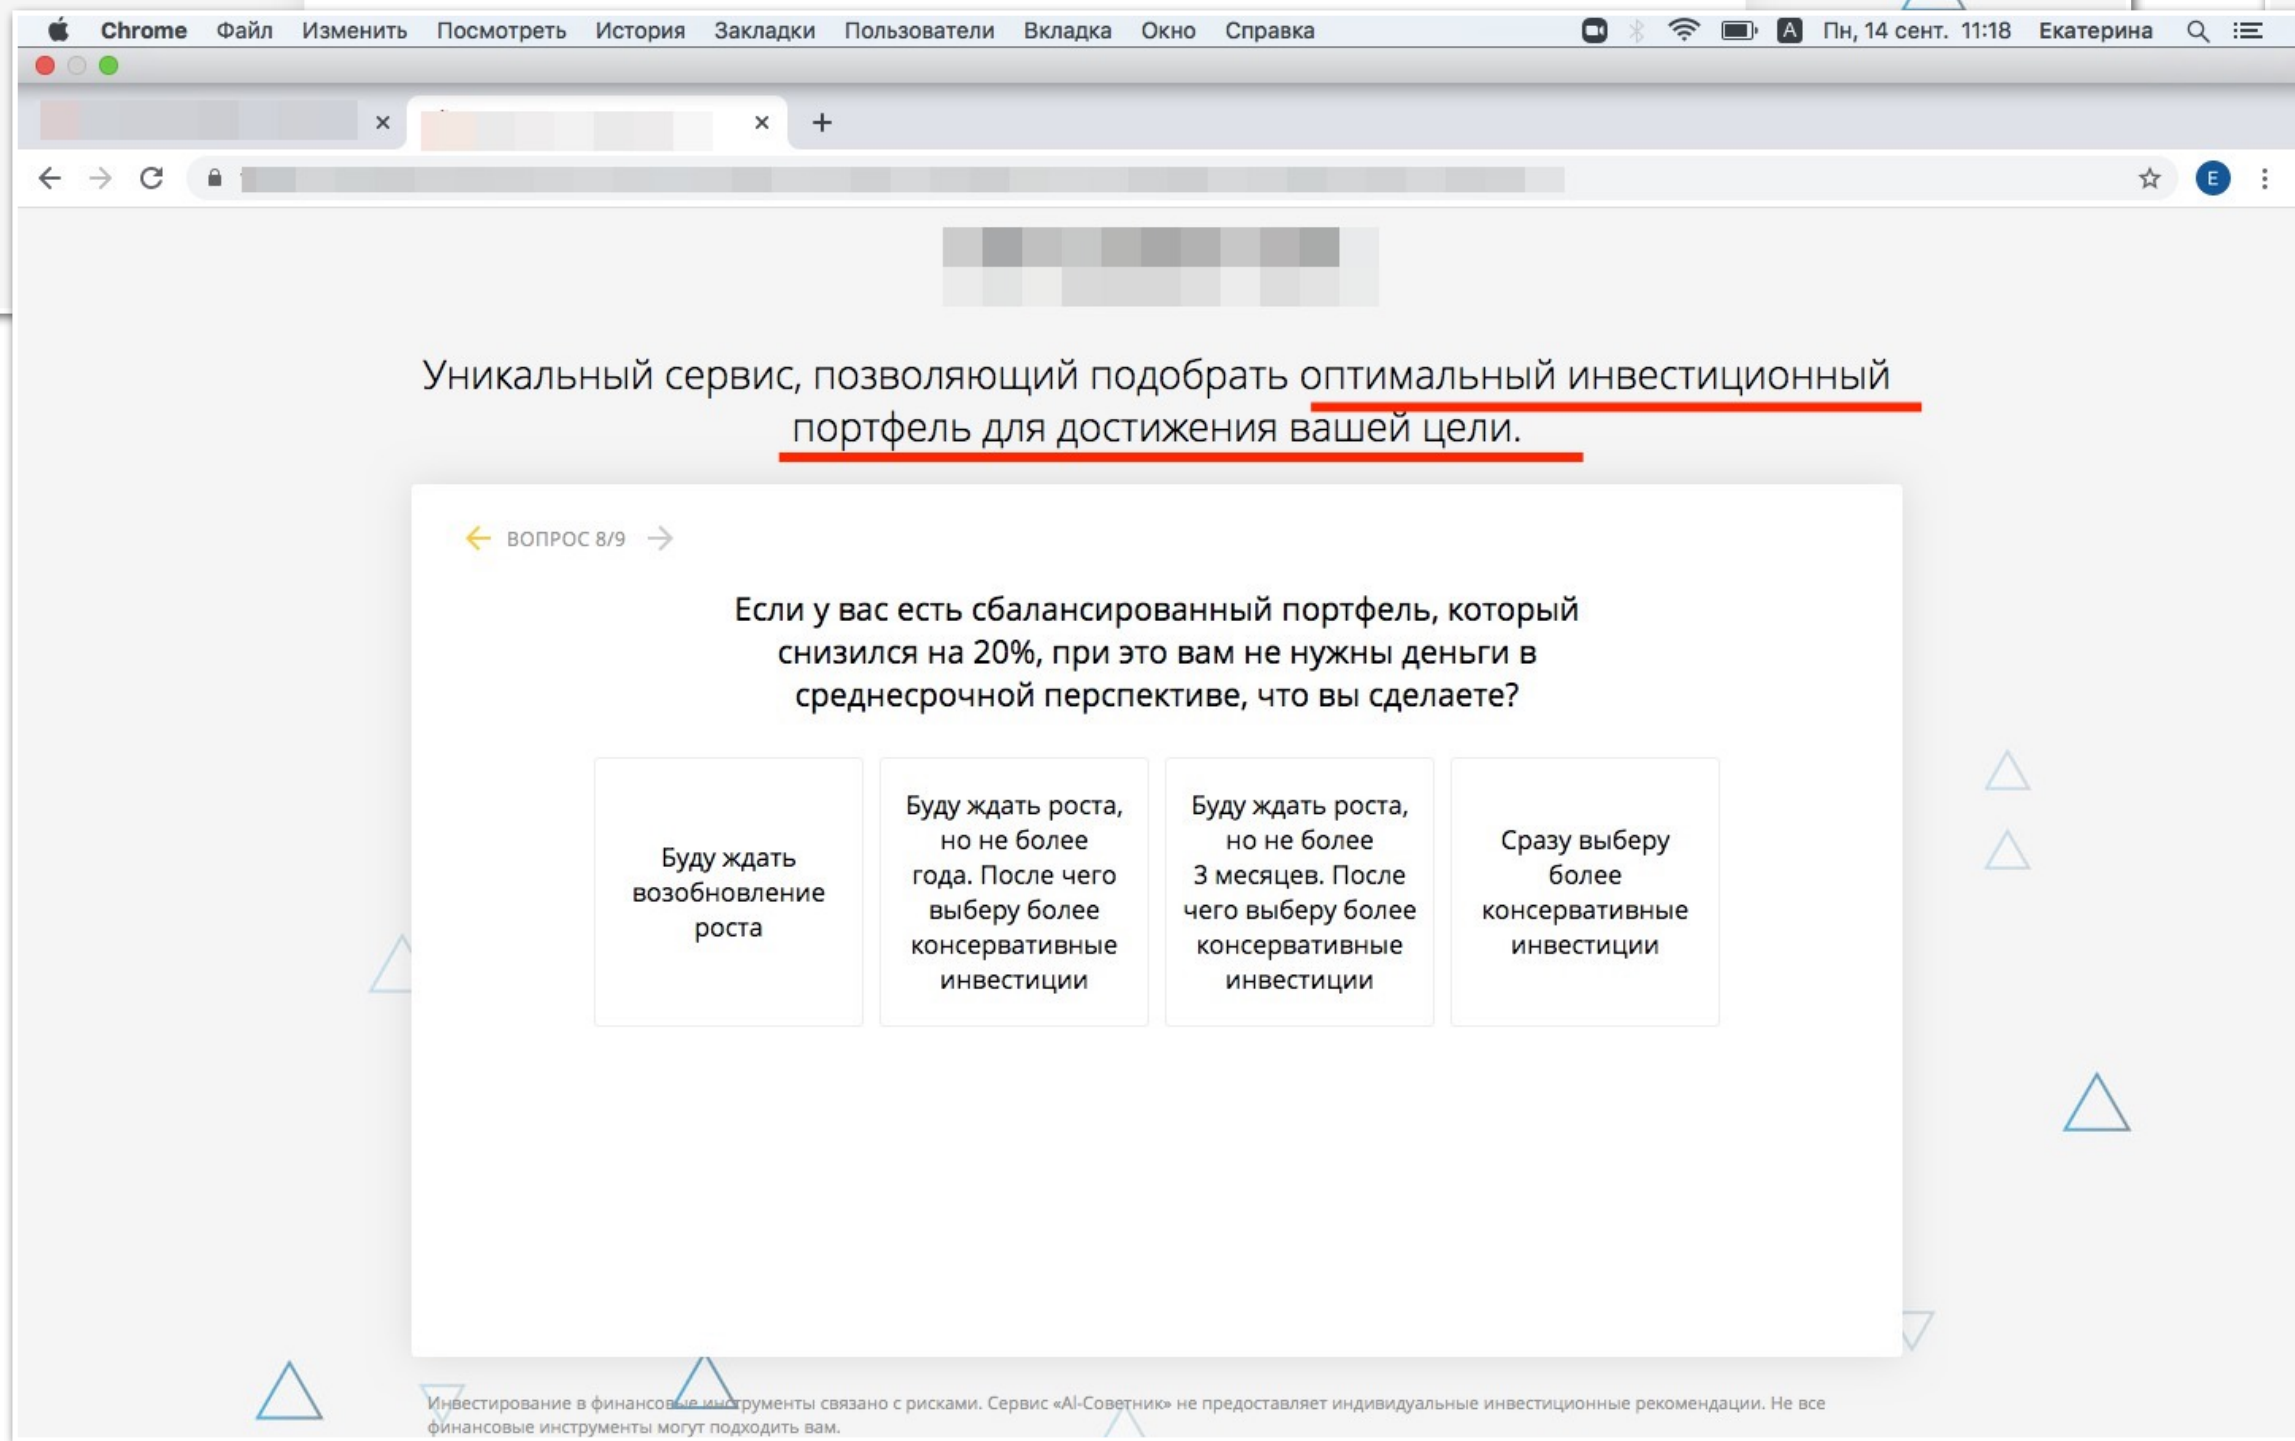 Chrome Файл Изменить Посмотреть История Закладки Пользователи Вкладка Окно Справка A Пн, 14 сент. 11:18 Екатерина
E
Уникальный сервис, позволяющий подобрать оптимальный инвестиционный
портфель для достижения вашей цели.
ВОПРОС 8/9
Если у вас есть сбалансированный портфель, который
снизился на 20%, при это вам не нужны деньги в
среднесрочной перспективе, что вы сделаете?
Буду ждать
возобновление
роста
Буду ждать роста,
но не более
года. После чего
выберу более
консервативные
инвестиции
Буду ждать роста,
но не более
3 месяцев. После
чего выберу более
консервативные
инвестиции
Сразу выберу
более
консервативные
инвестиции
Инвестирование в финансовые инструменты связано с рисками. Сервис «AI-Советник» не предоставляет индивидуальные инвестиционные рекомендации. Не все
финансовые инструменты могут подходить вам.